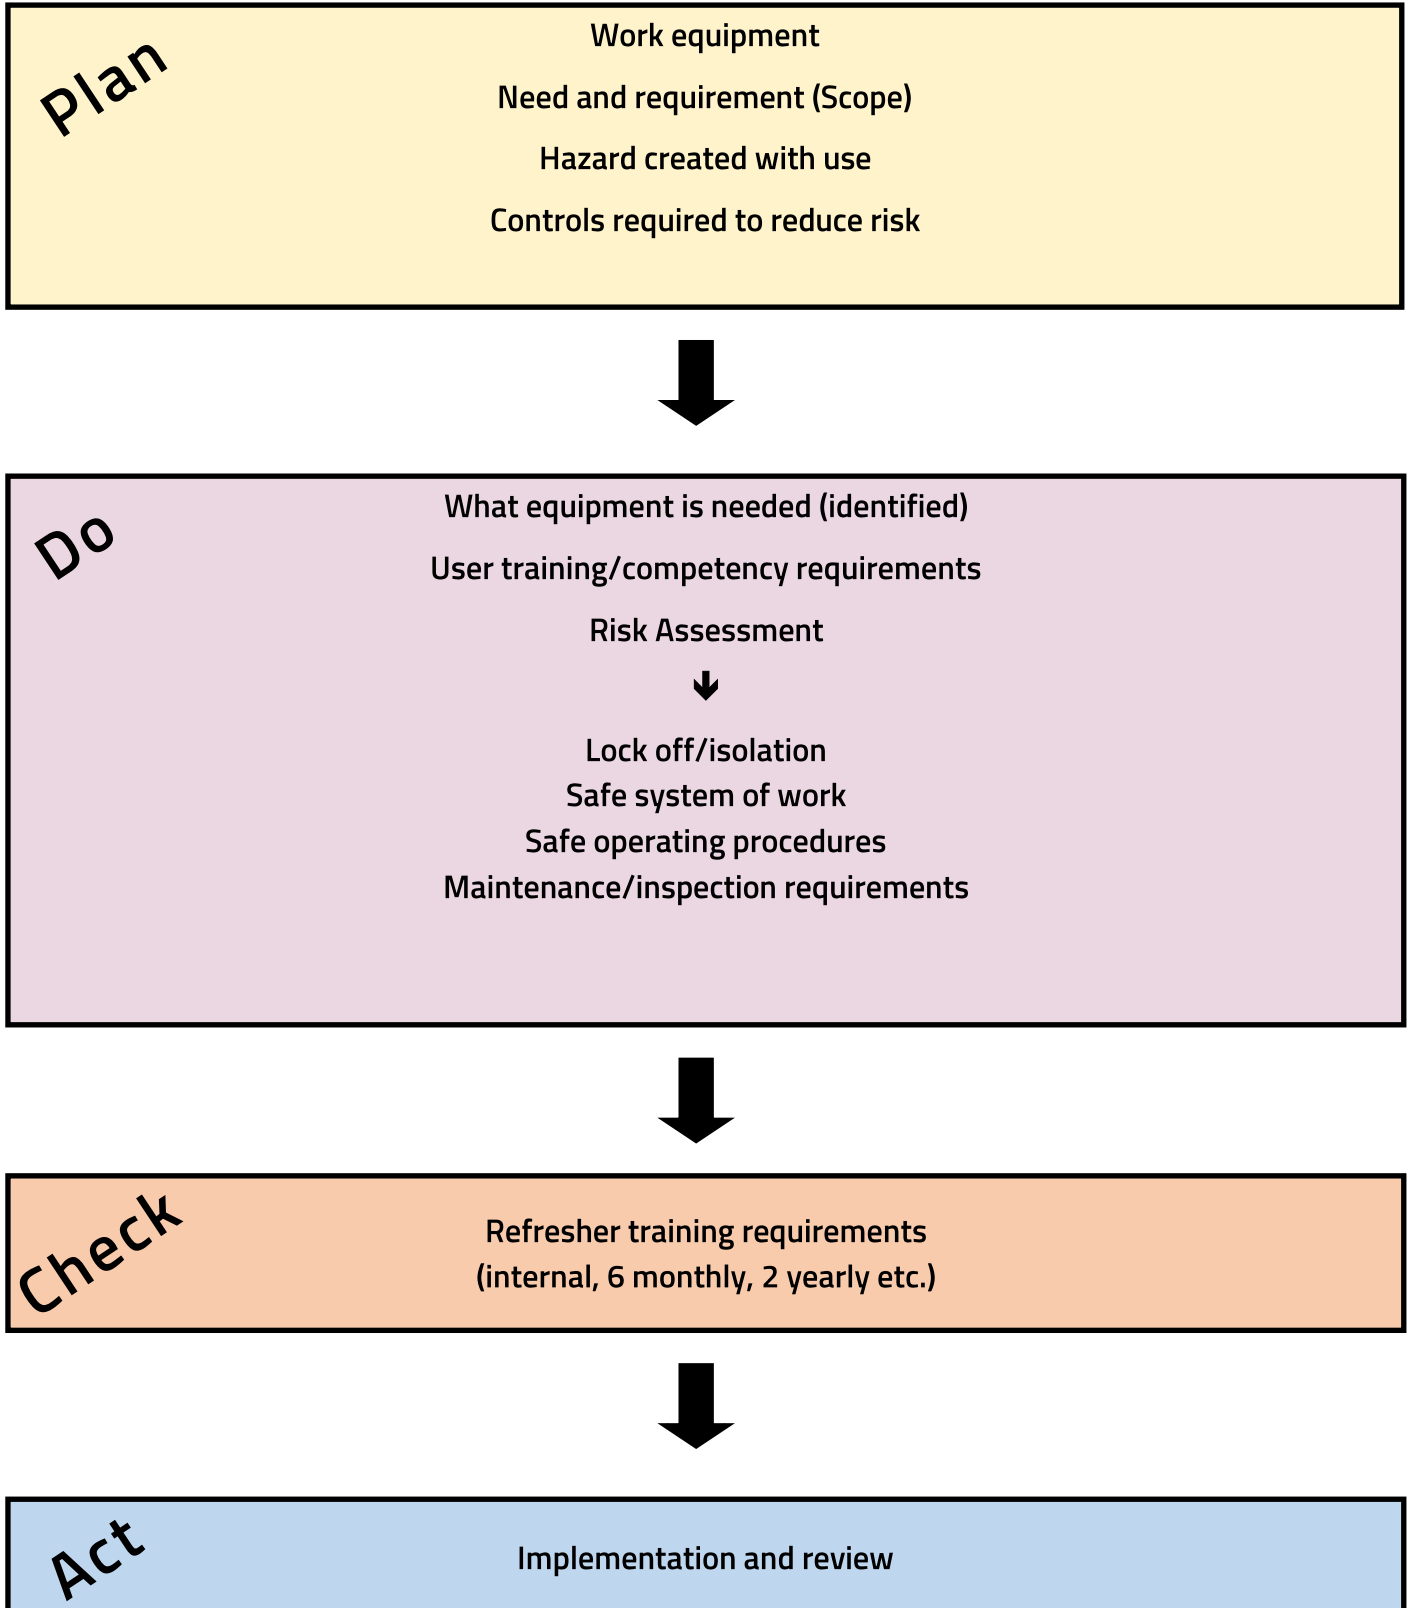 Plan
Work equipment
Need and requirement (Scope)
Hazard created with use
Controls required to reduce risk
Do
What equipment is needed (identified)
User training/competency requirements
Risk Assessment
Lock off/isolation
Safe system of work
Safe operating procedures
Maintenance/inspection requirements
Check
Refresher training requirements
(internal, 6 monthly, 2 yearly etc.)
Act
Implementation and review